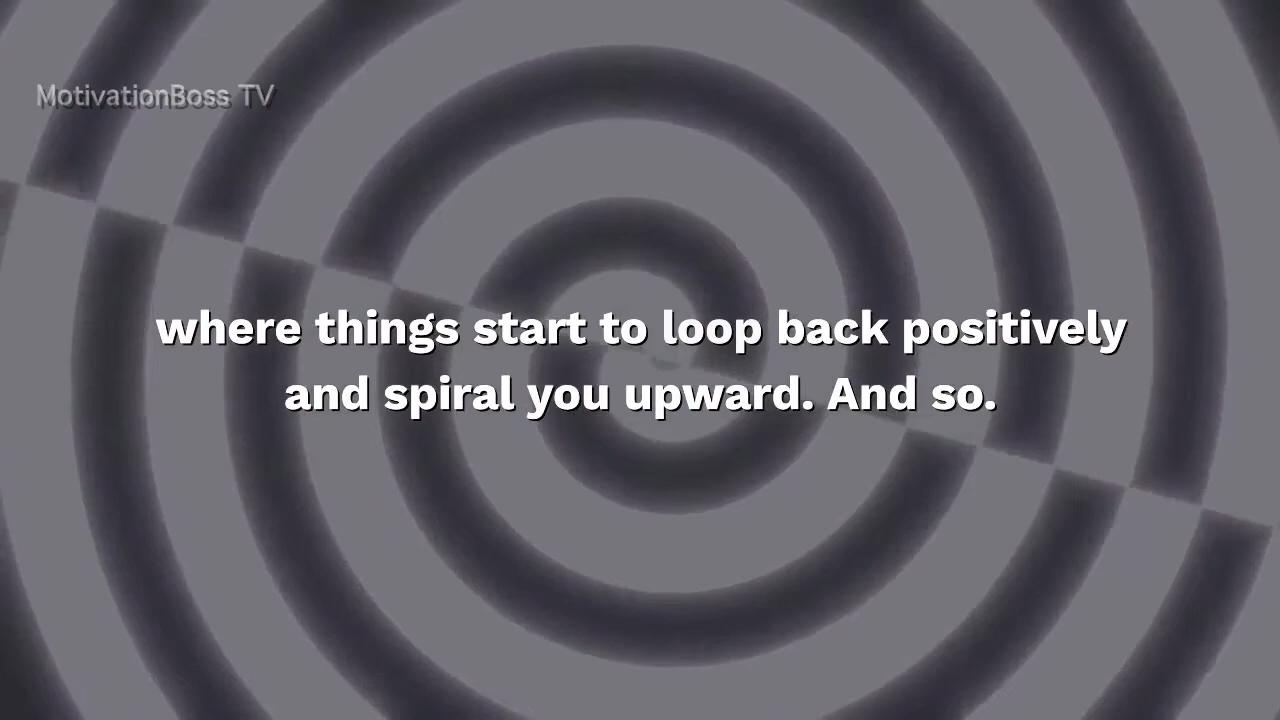 MotivationBoss TV
where things start to loop back positively
and spiral you upward. And so.